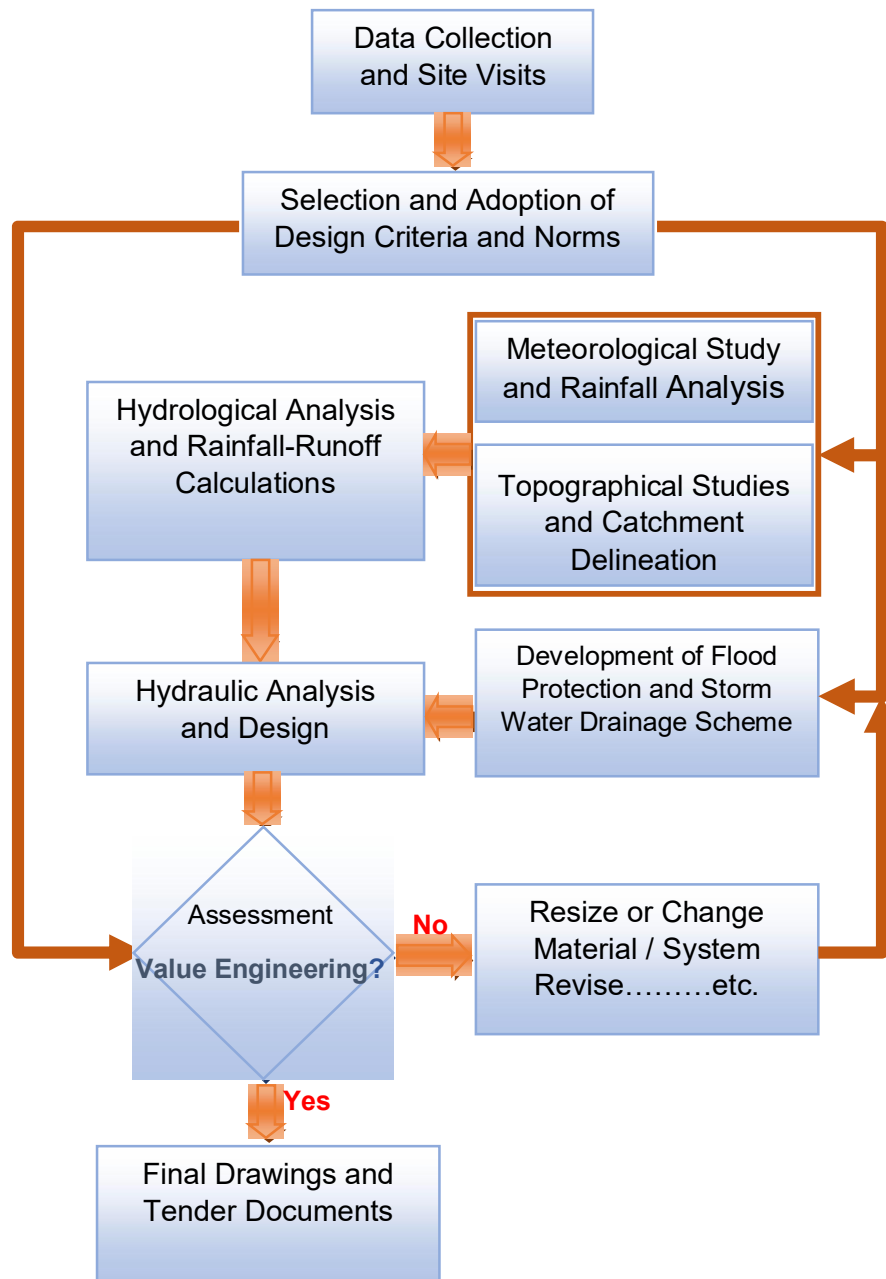 Data Collection
and Site Visits
Selection and Adoption of
Design Criteria and Norms
Meteorological Study
and Rainfall Analysis
Hydrological Analysis
and Rainfall-Runoff
Calculations
Topographical Studies
and Catchment
Delineation
Development of Flood
Protection and Storm
Water Drainage Scheme
Hydraulic Analysis
and Design
Assessment
Value Engineering?
No
Resize or Change
Material / System
Revise………etc.
Yes
Final Drawings and
Tender Documents